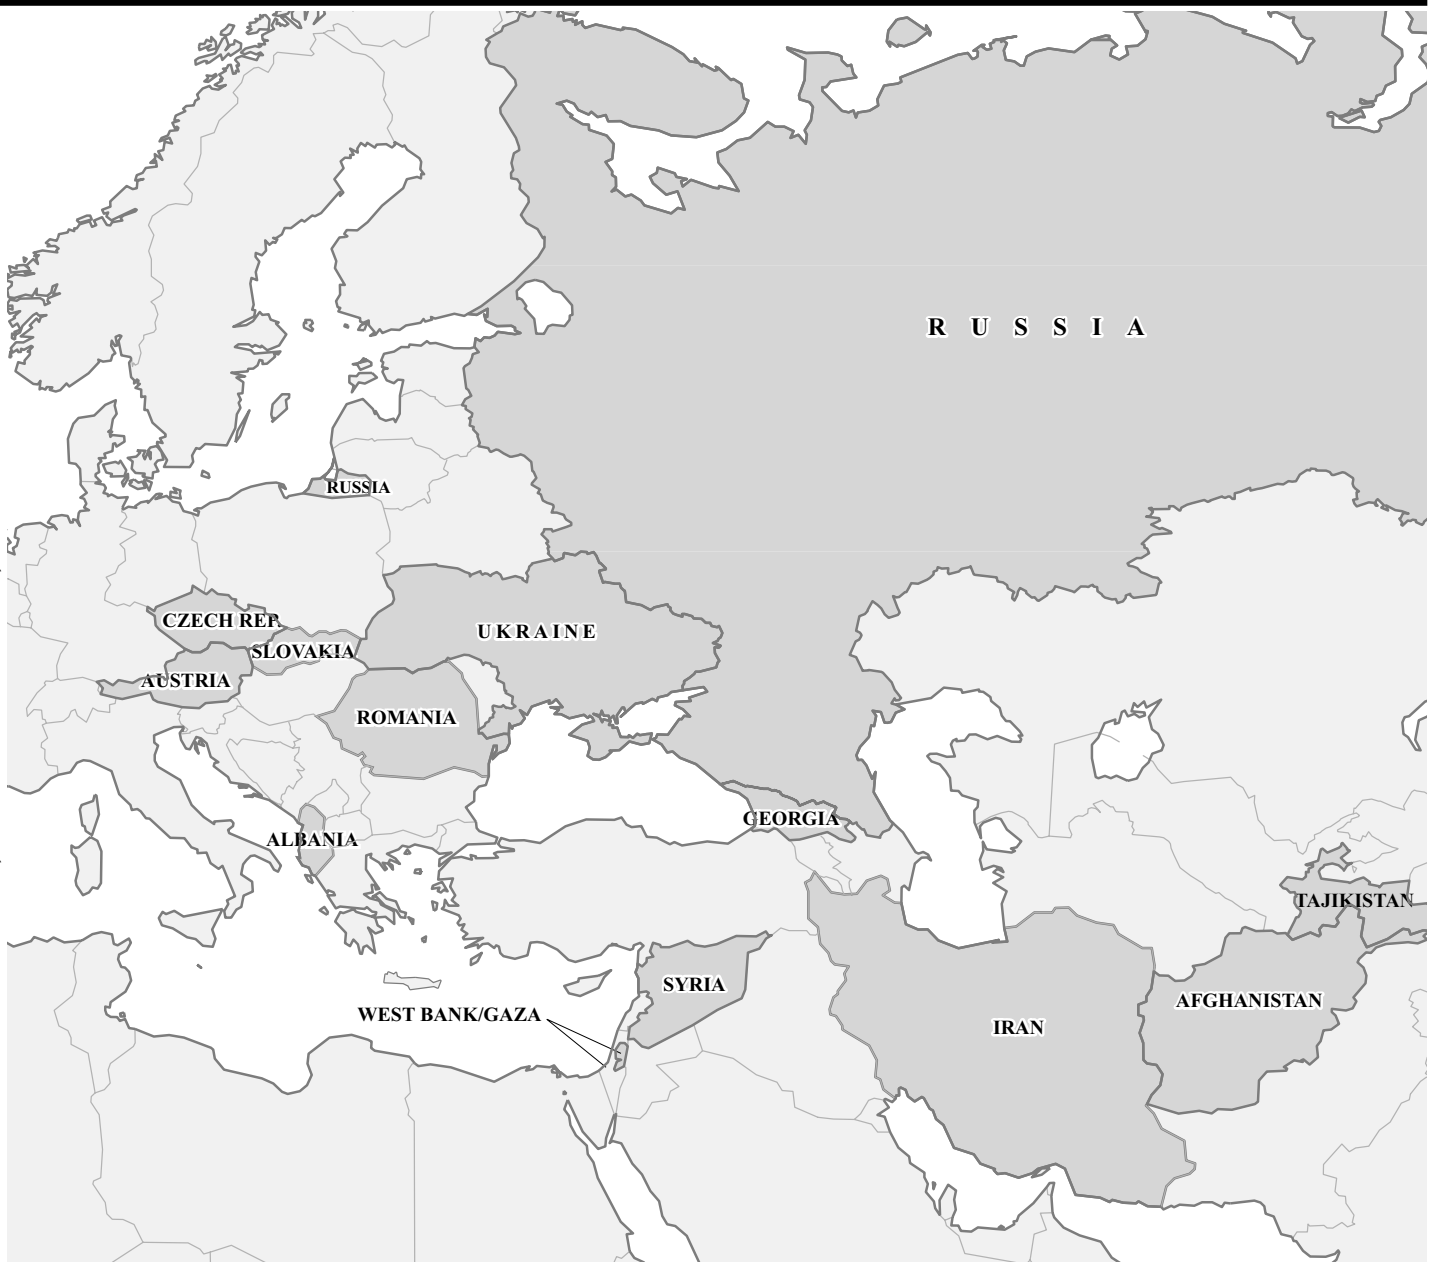 R U S S I A
RUSSIA
CZECH REP.
UKRAINE
SLOVAKIA
AUSTRIA
ROMANIA
GEORGIA
ALBANIA
TAJIKISTAN
SYRIA
AFGHANISTAN
WEST BANK/GAZA
IRAN